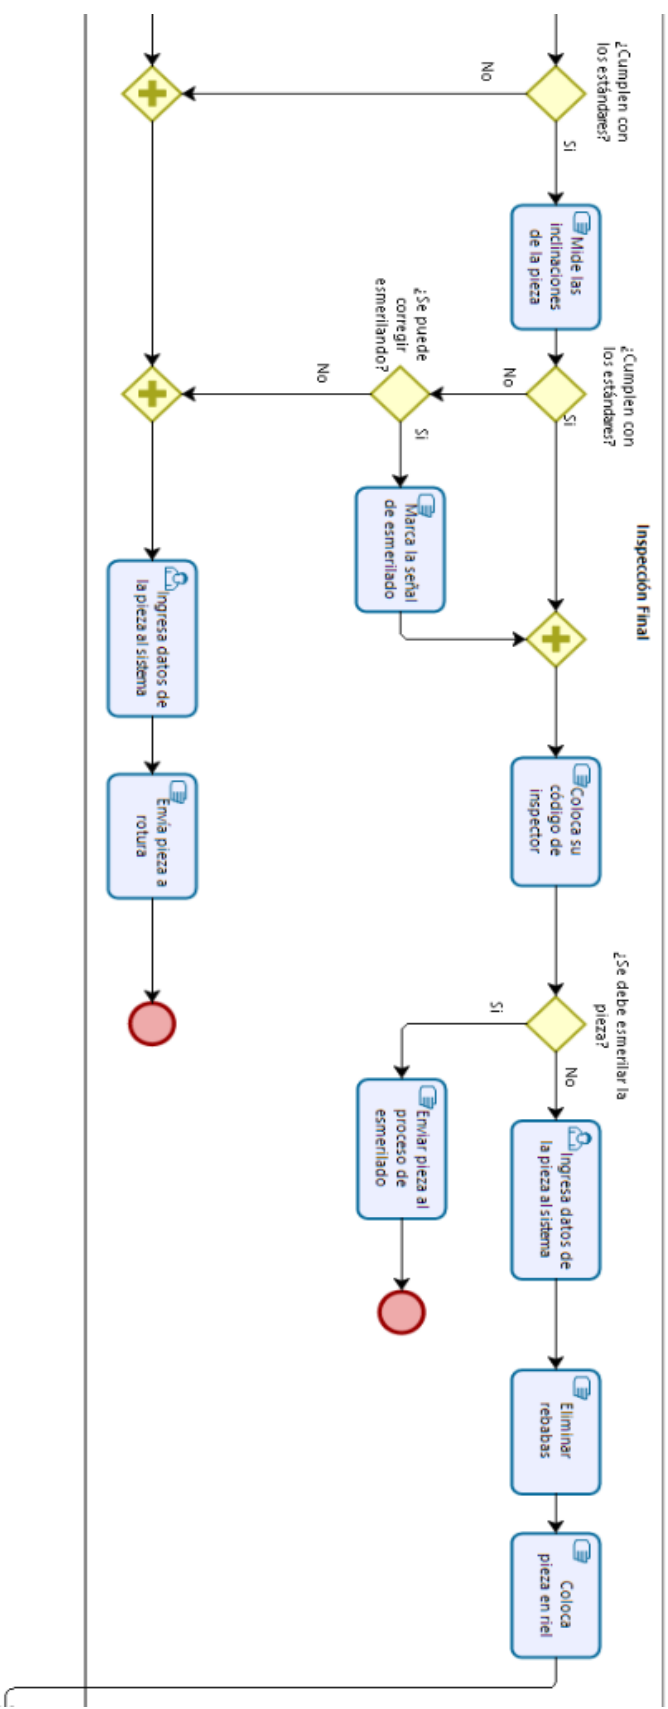 Inspección Final
¿Cumplen con
los estándares?
No
Si
Mide las
inclinaciones
de la pieza
¿Cumplen con
los estándares?
No
Si
¿Se puede
corregir
esmerilando?
No
Si
Marca la señal
de esmerilado
Ingresa datos de
la pieza al sistema
Envía pieza a
rotura
Coloca su
código de
inspector
¿Se debe esmerilar la
pieza?
Si
No
Enviar pieza al
proceso de
esmerilado
Ingresa datos de
la pieza al sistema
Eliminar
rebabas
Coloca
pieza en riel